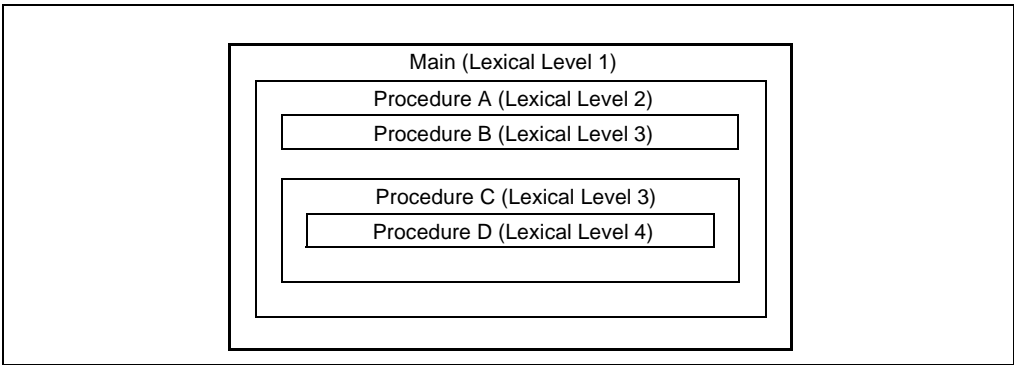 Main (Lexical Level 1)
Procedure A (Lexical Level 2)
Procedure B (Lexical Level 3)
Procedure C (Lexical Level 3)
Procedure D (Lexical Level 4)